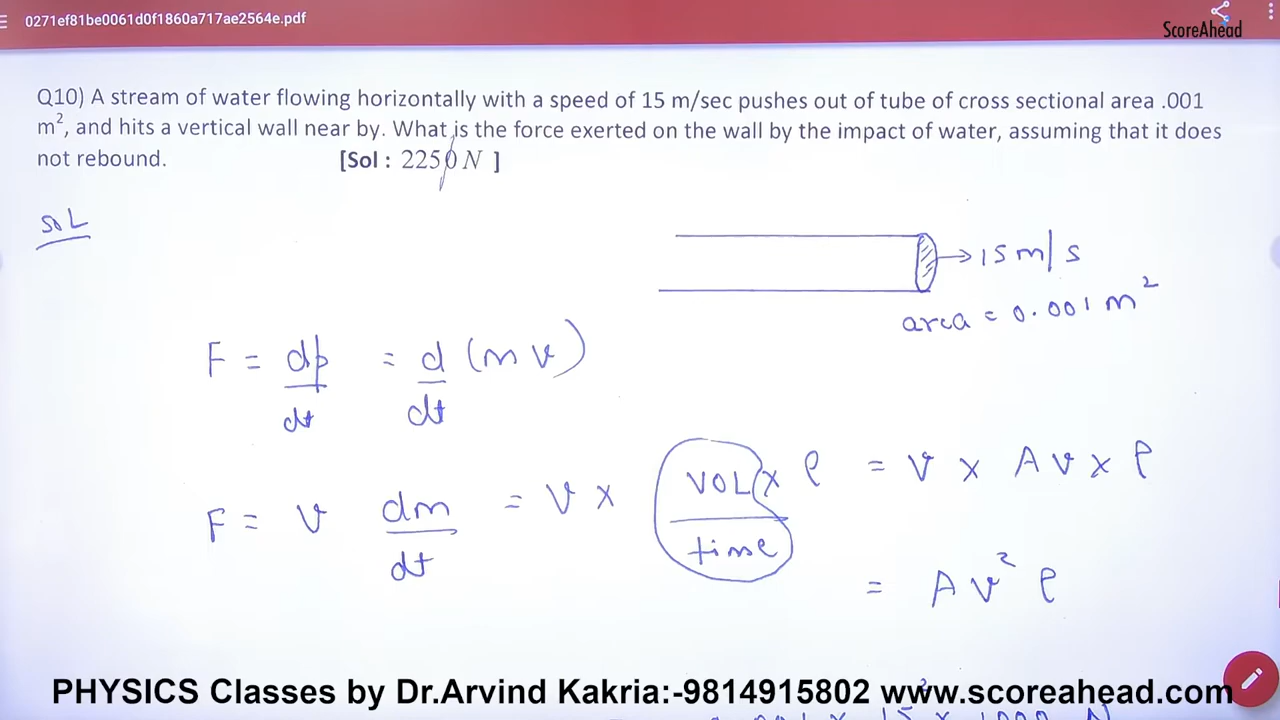 0271ef81be0061d0f1860a717ae2564e.pdf
ScoreAhead
Q10) A stream of water flowing horizontally with a speed of 15 m/sec pushes out of tube of cross sectional area .001
m², and hits a vertical wall near by. What is the force exerted on the wall by the impact of water, assuming that it does
not rebound. [Sol : 2250 N ]
SOL
→ 15 m/s
area = 0.001 m²
F = dp/dt = d/dt (m v)
F = v dm/dt = v × VOL/time × ρ = v × A v × ρ
= A v² ρ
PHYSICS Classes by Dr.Arvind Kakria:-9814915802 www.scoreahead.com